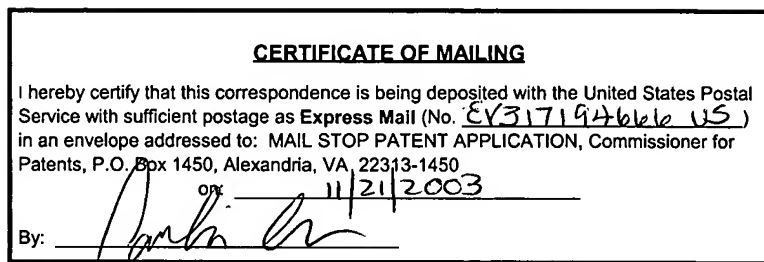 CERTIFICATE OF MAILING
I hereby certify that this correspondence is being deposited with the United States Postal
Service with sufficient postage as Express Mail (No. EV317194666 US)
in an envelope addressed to: MAIL STOP PATENT APPLICATION, Commissioner for
Patents, P.O. Box 1450, Alexandria, VA 22313-1450
on: 11/21/2003
By: